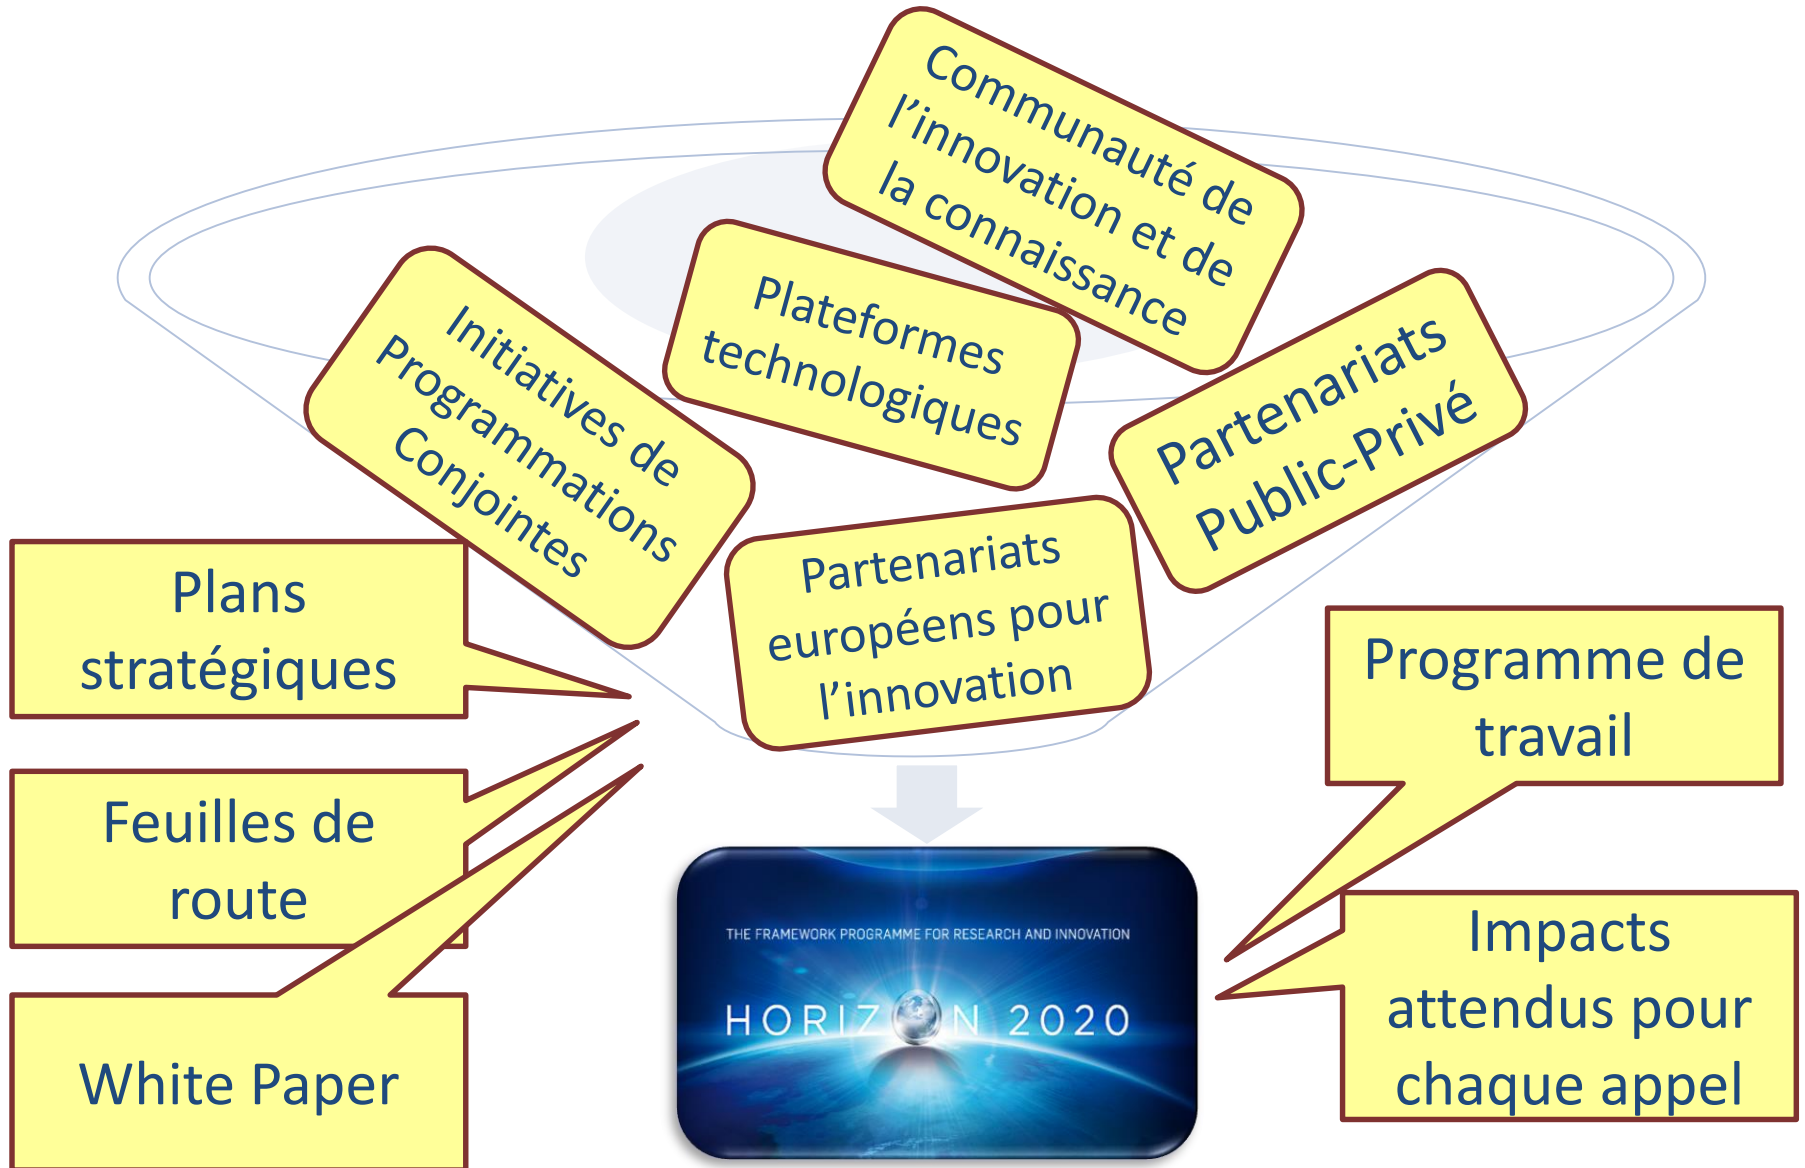 Communauté de
l’innovation et de
la connaissance
Plateformes
technologiques
Initiatives de
Programmations
Conjointes
Partenariats
Public-Privé
Partenariats
européens pour
l’innovation
Plans
stratégiques
Feuilles de
route
White Paper
Programme de
travail
Impacts
attendus pour
chaque appel
THE FRAMEWORK PROGRAMME FOR RESEARCH AND INNOVATION
HORIZON 2020